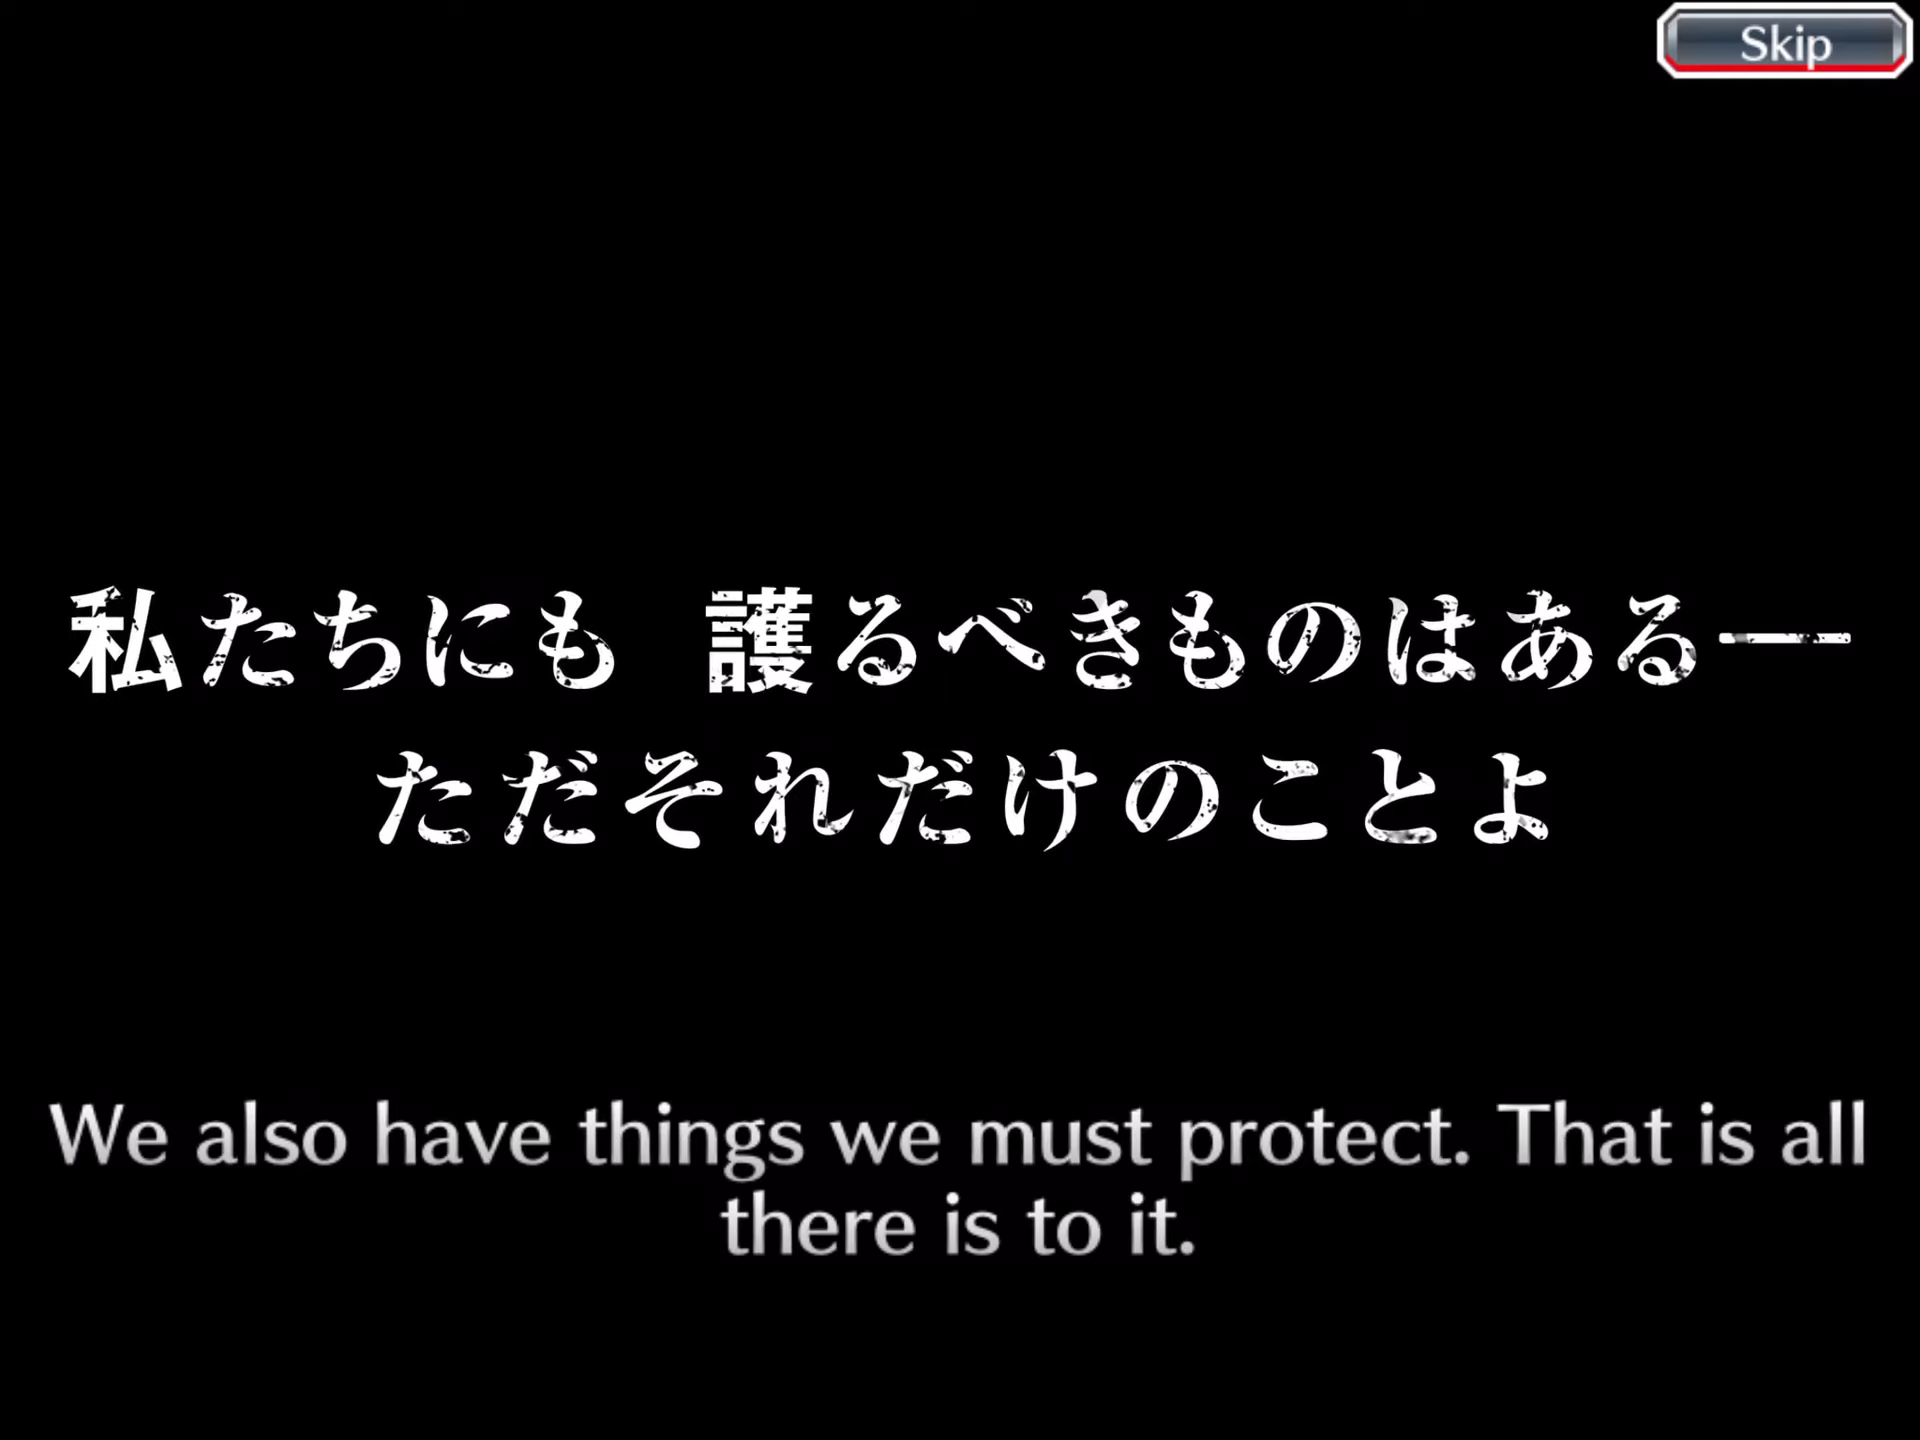 Skip
私たちにも 護るべきものはある―
ただそれだけのことよ
We also have things we must protect. That is all
there is to it.